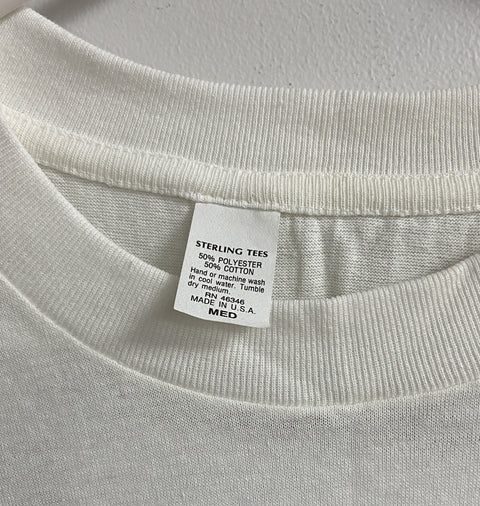 STERLING TEES
50% POLYESTER
50% COTTON
Hand or machine wash
in cool water. Tumble
dry medium.
RN 46346
MADE IN U.S.A.
MED